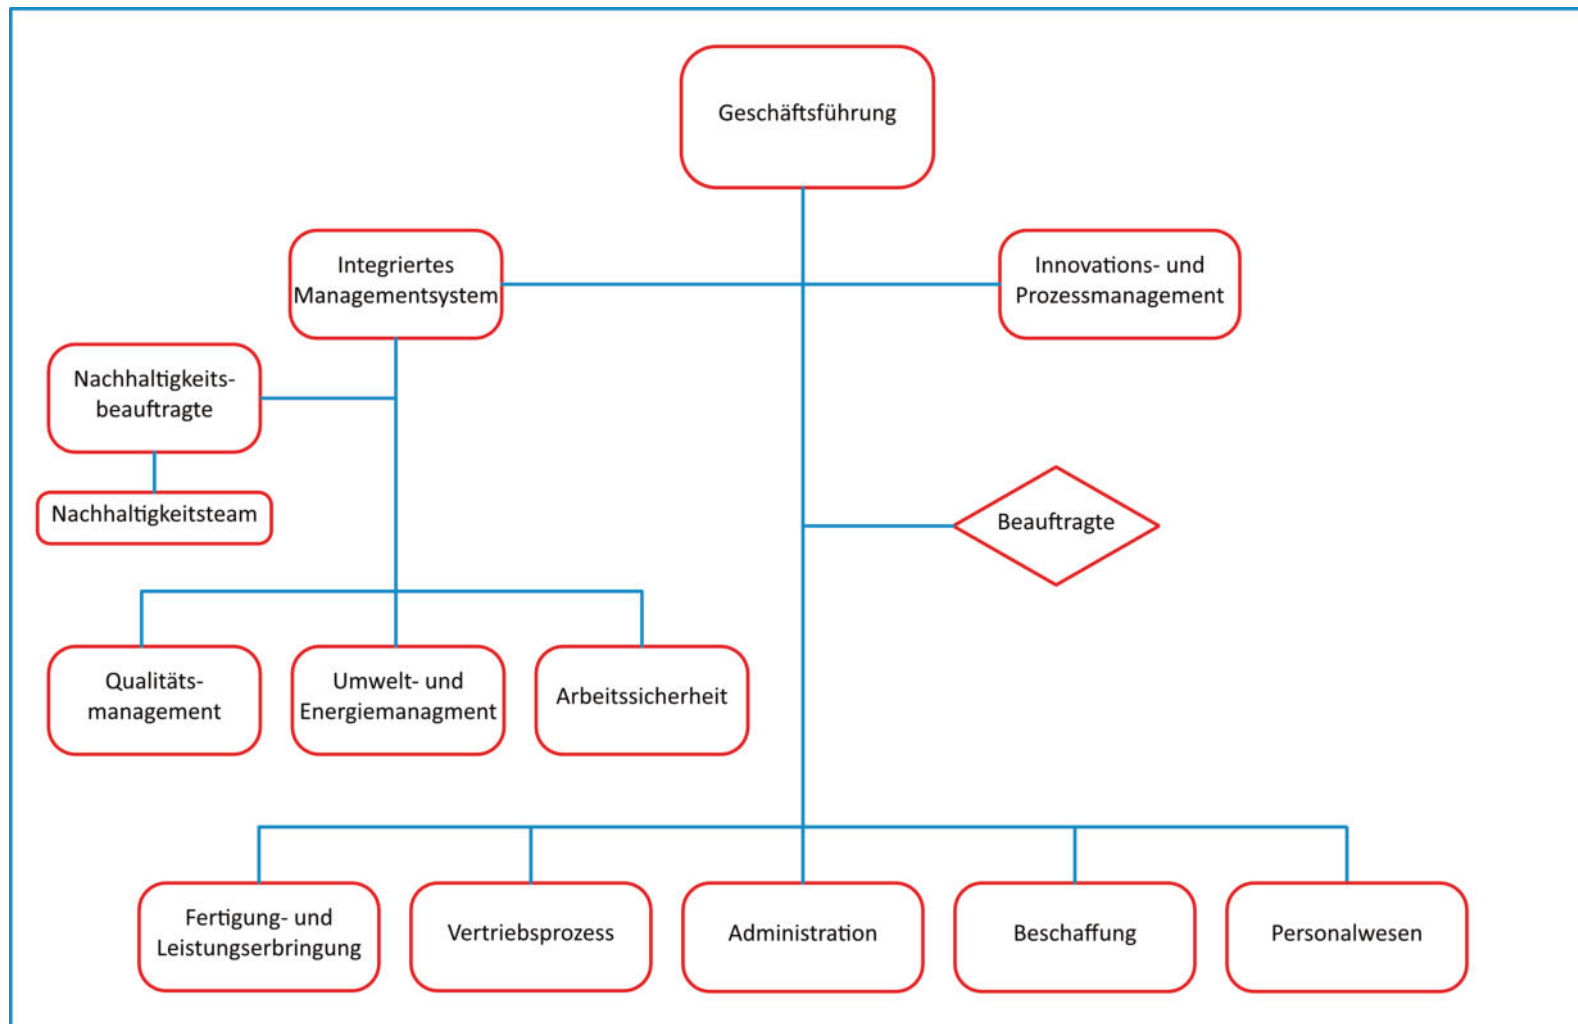 Geschäftsführung
Integriertes
Managementsystem
Innovations- und
Prozessmanagement
Nachhaltigkeits-
beauftragte
Nachhaltigkeitsteam
Beauftragte
Qualitäts-
management
Umwelt- und
Energiemanagment
Arbeitssicherheit
Fertigung- und
Leistungserbringung
Vertriebsprozess
Administration
Beschaffung
Personalwesen